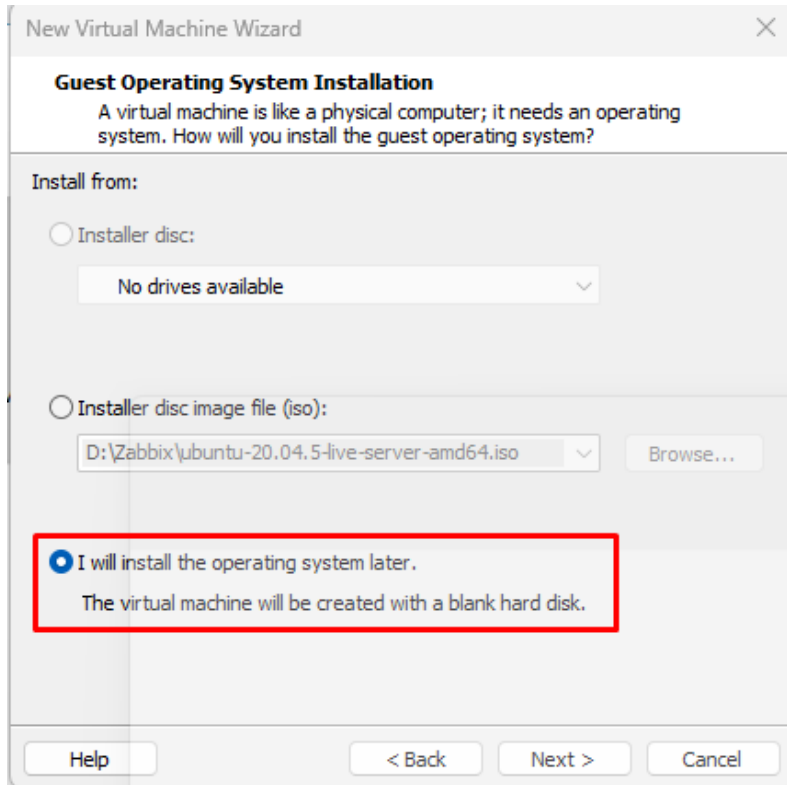 New Virtual Machine Wizard
Guest Operating System Installation
A virtual machine is like a physical computer; it needs an operating
system. How will you install the guest operating system?
Install from:
Installer disc:
No drives available
Installer disc image file (iso):
D:\Zabbix\ubuntu-20.04.5-live-server-amd64.iso
Browse...
I will install the operating system later.
The virtual machine will be created with a blank hard disk.
Help
< Back
Next >
Cancel